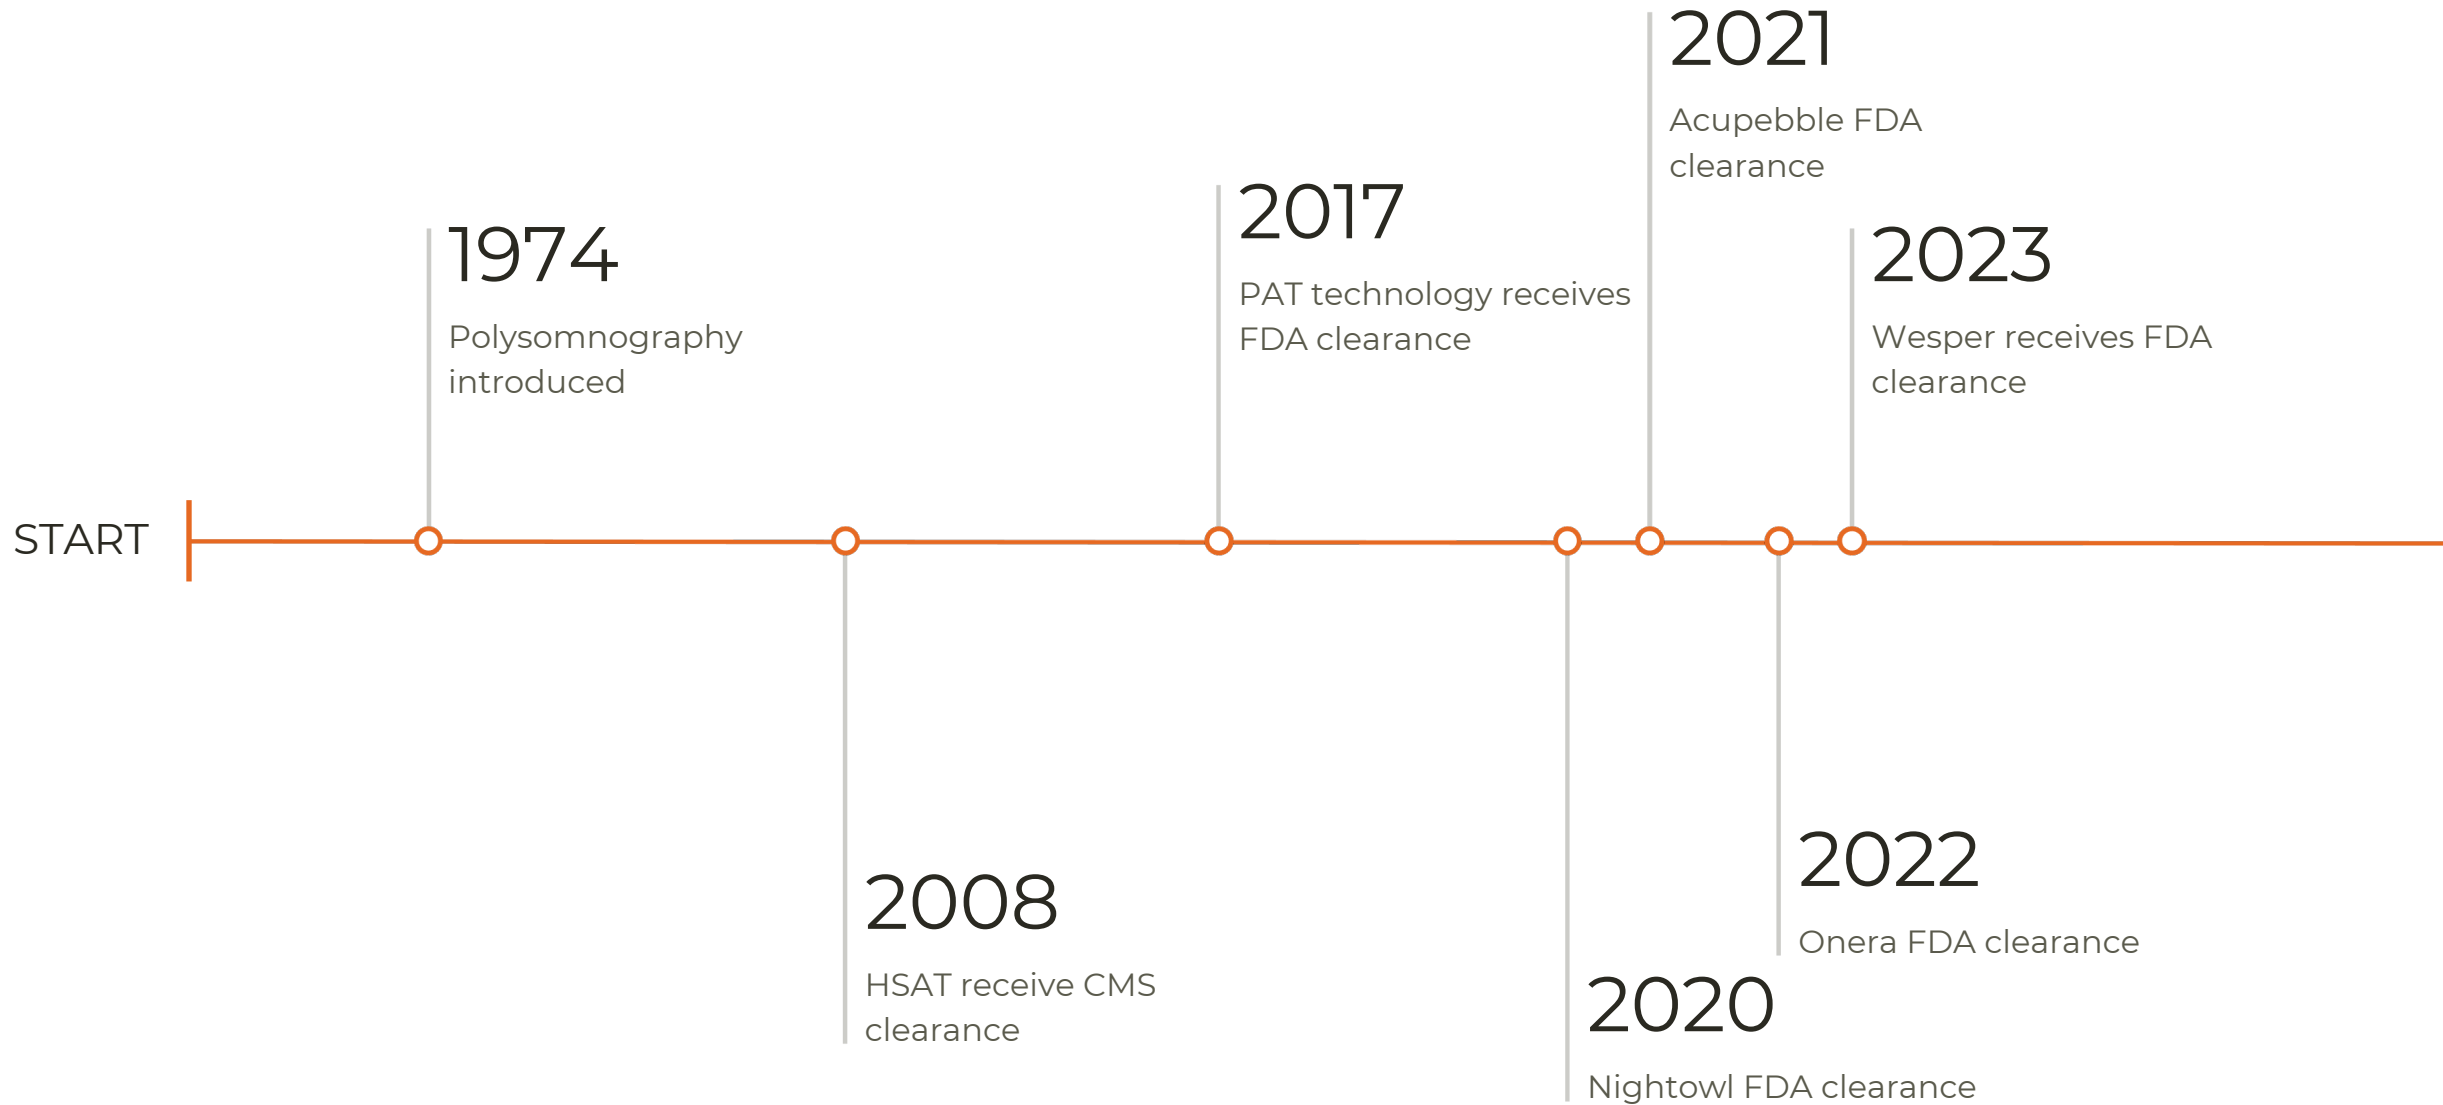 START
1974
Polysomnography
introduced
2008
HSAT receive CMS
clearance
2017
PAT technology receives
FDA clearance
2020
Nightowl FDA clearance
2021
Acupebble FDA
clearance
2022
Onera FDA clearance
2023
Wesper receives FDA
clearance